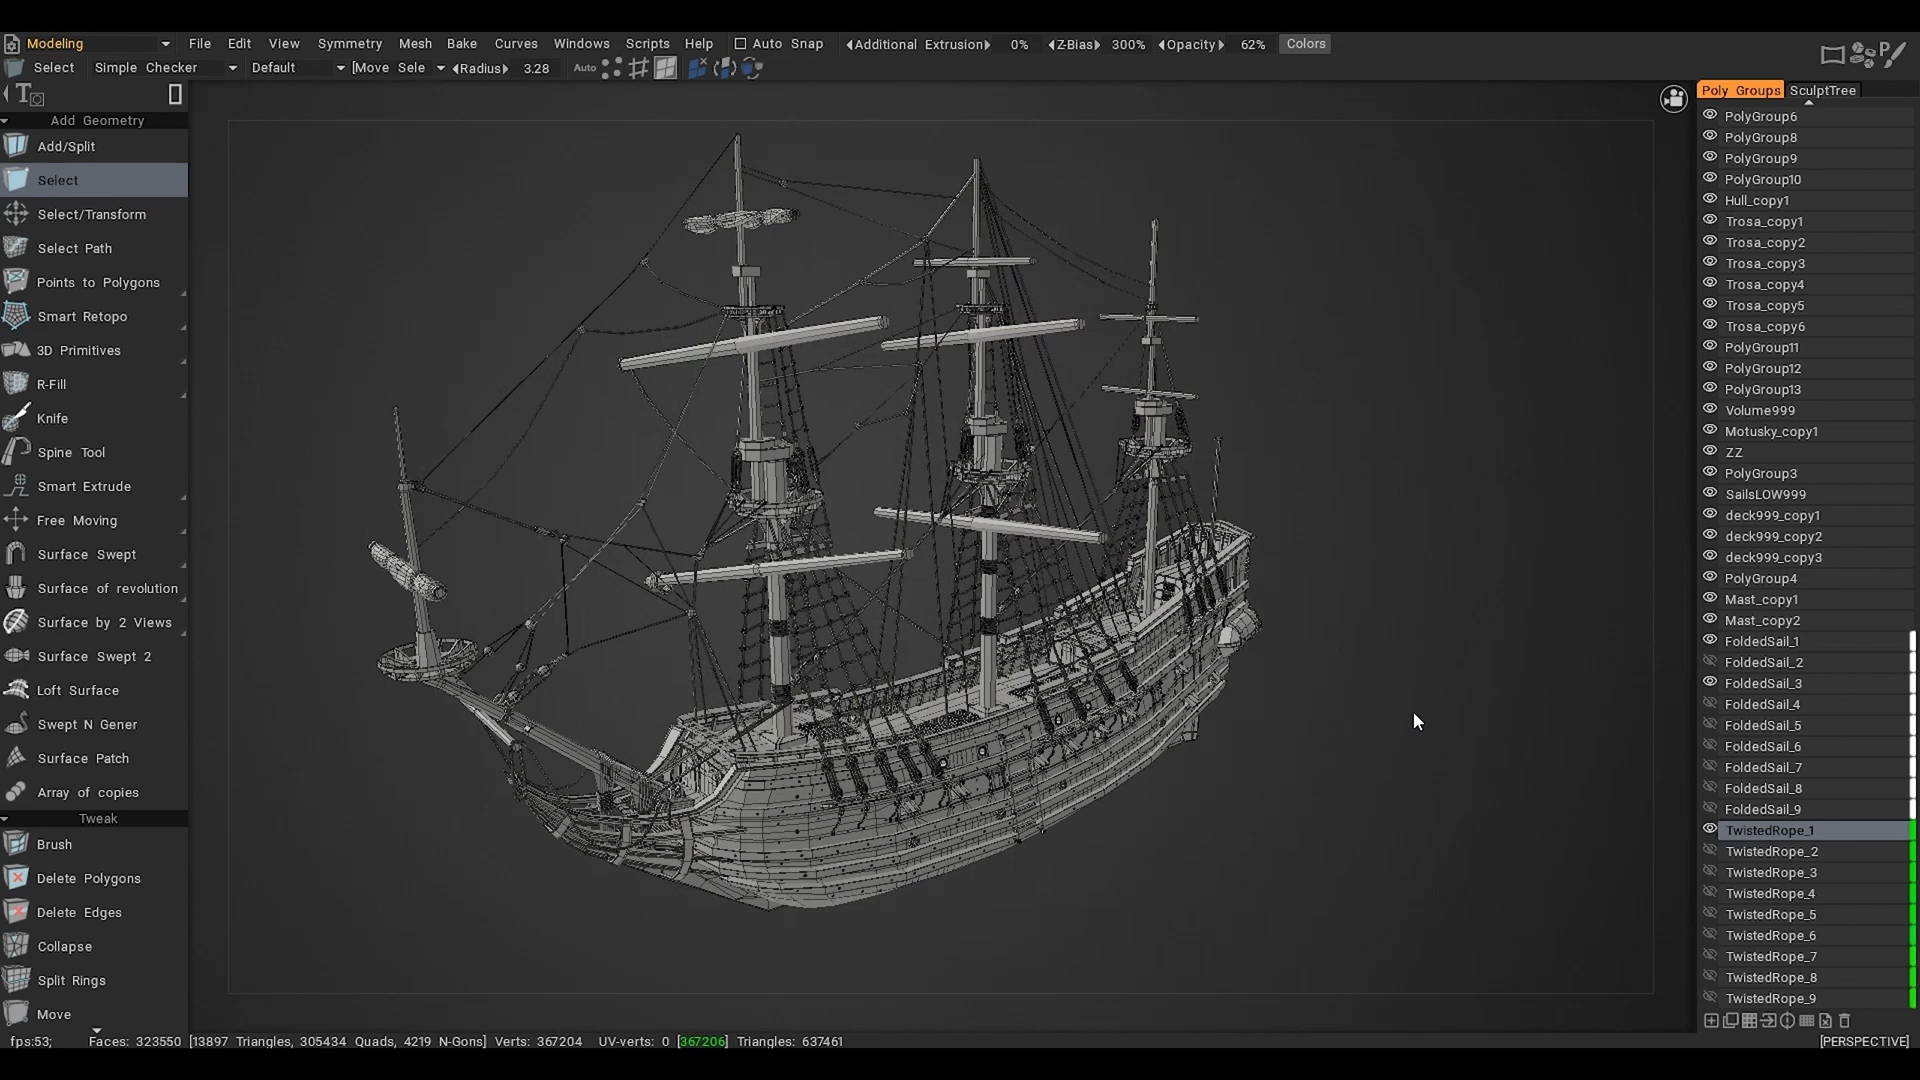 Modeling File Edit View Symmetry Mesh Bake Curves Windows Scripts Help Auto Snap Additional Extrusion 0% Z-Bias 300% Opacity 62% Colors
Select Simple Checker Default [Move Sele Radius 3.28 Auto
Add Geometry
Add/Split
Select
Select/Transform
Select Path
Points to Polygons
Smart Retopo
3D Primitives
R-Fill
Knife
Spine Tool
Smart Extrude
Free Moving
Surface Swept
Surface of revolution
Surface by 2 Views
Surface Swept 2
Loft Surface
Swept N Gener
Surface Patch
Array of copies
Tweak
Brush
Delete Polygons
Delete Edges
Collapse
Split Rings
Move
Poly Groups SculptTree
PolyGroup6
PolyGroup8
PolyGroup9
PolyGroup10
Hull_copy1
Trosa_copy1
Trosa_copy2
Trosa_copy3
Trosa_copy4
Trosa_copy5
Trosa_copy6
PolyGroup11
PolyGroup12
PolyGroup13
Volume999
Motusky_copy1
ZZ
PolyGroup3
SailsLOW999
deck999_copy1
deck999_copy2
deck999_copy3
PolyGroup4
Mast_copy1
Mast_copy2
FoldedSail_1
FoldedSail_2
FoldedSail_3
FoldedSail_4
FoldedSail_5
FoldedSail_6
FoldedSail_7
FoldedSail_8
FoldedSail_9
TwistedRope_1
TwistedRope_2
TwistedRope_3
TwistedRope_4
TwistedRope_5
TwistedRope_6
TwistedRope_7
TwistedRope_8
TwistedRope_9
fps:53; Faces: 323550 [13897 Triangles, 305434 Quads, 4219 N-Gons] Verts: 367204 UV-verts: 0 [367206] Triangles: 637461 [PERSPECTIVE]